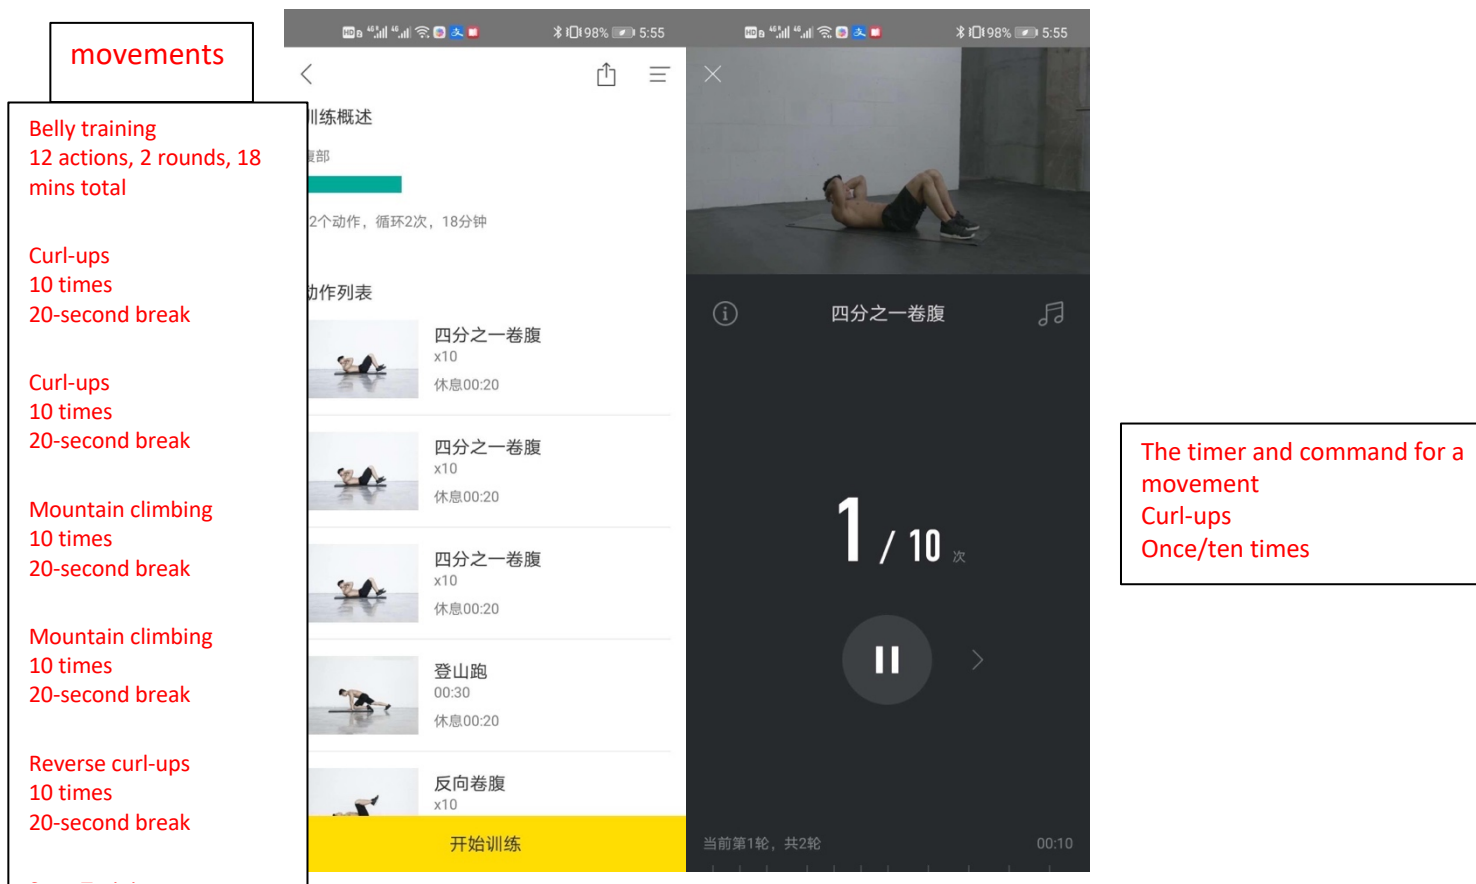 movements
Belly training
12 actions, 2 rounds, 18
mins total
Curl-ups
10 times
20-second break
Curl-ups
10 times
20-second break
Mountain climbing
10 times
20-second break
Mountain climbing
10 times
20-second break
Reverse curl-ups
10 times
20-second break
98% 5:55
练概述
部
2个动作，循环2次，18分钟
作列表
四分之一卷腹
x10
休息00:20
四分之一卷腹
x10
休息00:20
四分之一卷腹
x10
休息00:20
登山跑
00:30
休息00:20
反向卷腹
x10
开始训练
98% 5:55
四分之一卷腹
1 / 10 次
当前第1轮，共2轮 00:10
The timer and command for a
movement
Curl-ups
Once/ten times